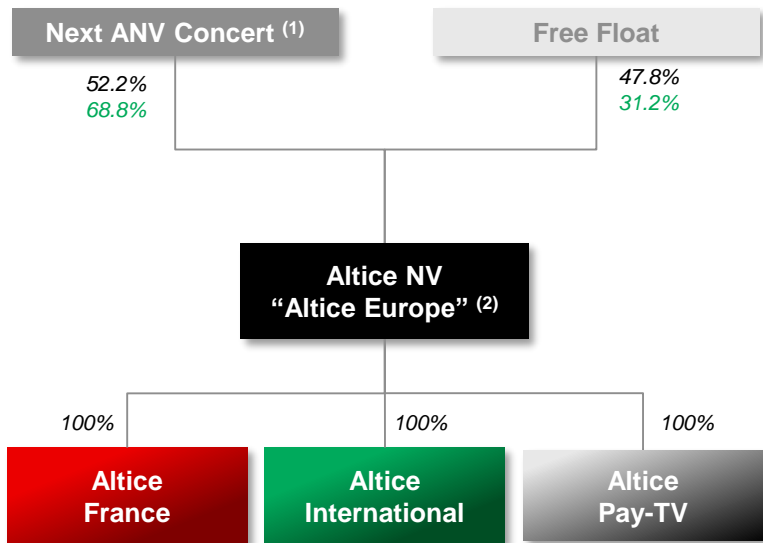 Next ANV Concert (1)
Free Float
52.2%
68.8%
47.8%
31.2%
Altice NV
“Altice Europe” (2)
100%
100%
100%
Altice
France
Altice
International
Altice
Pay-TV